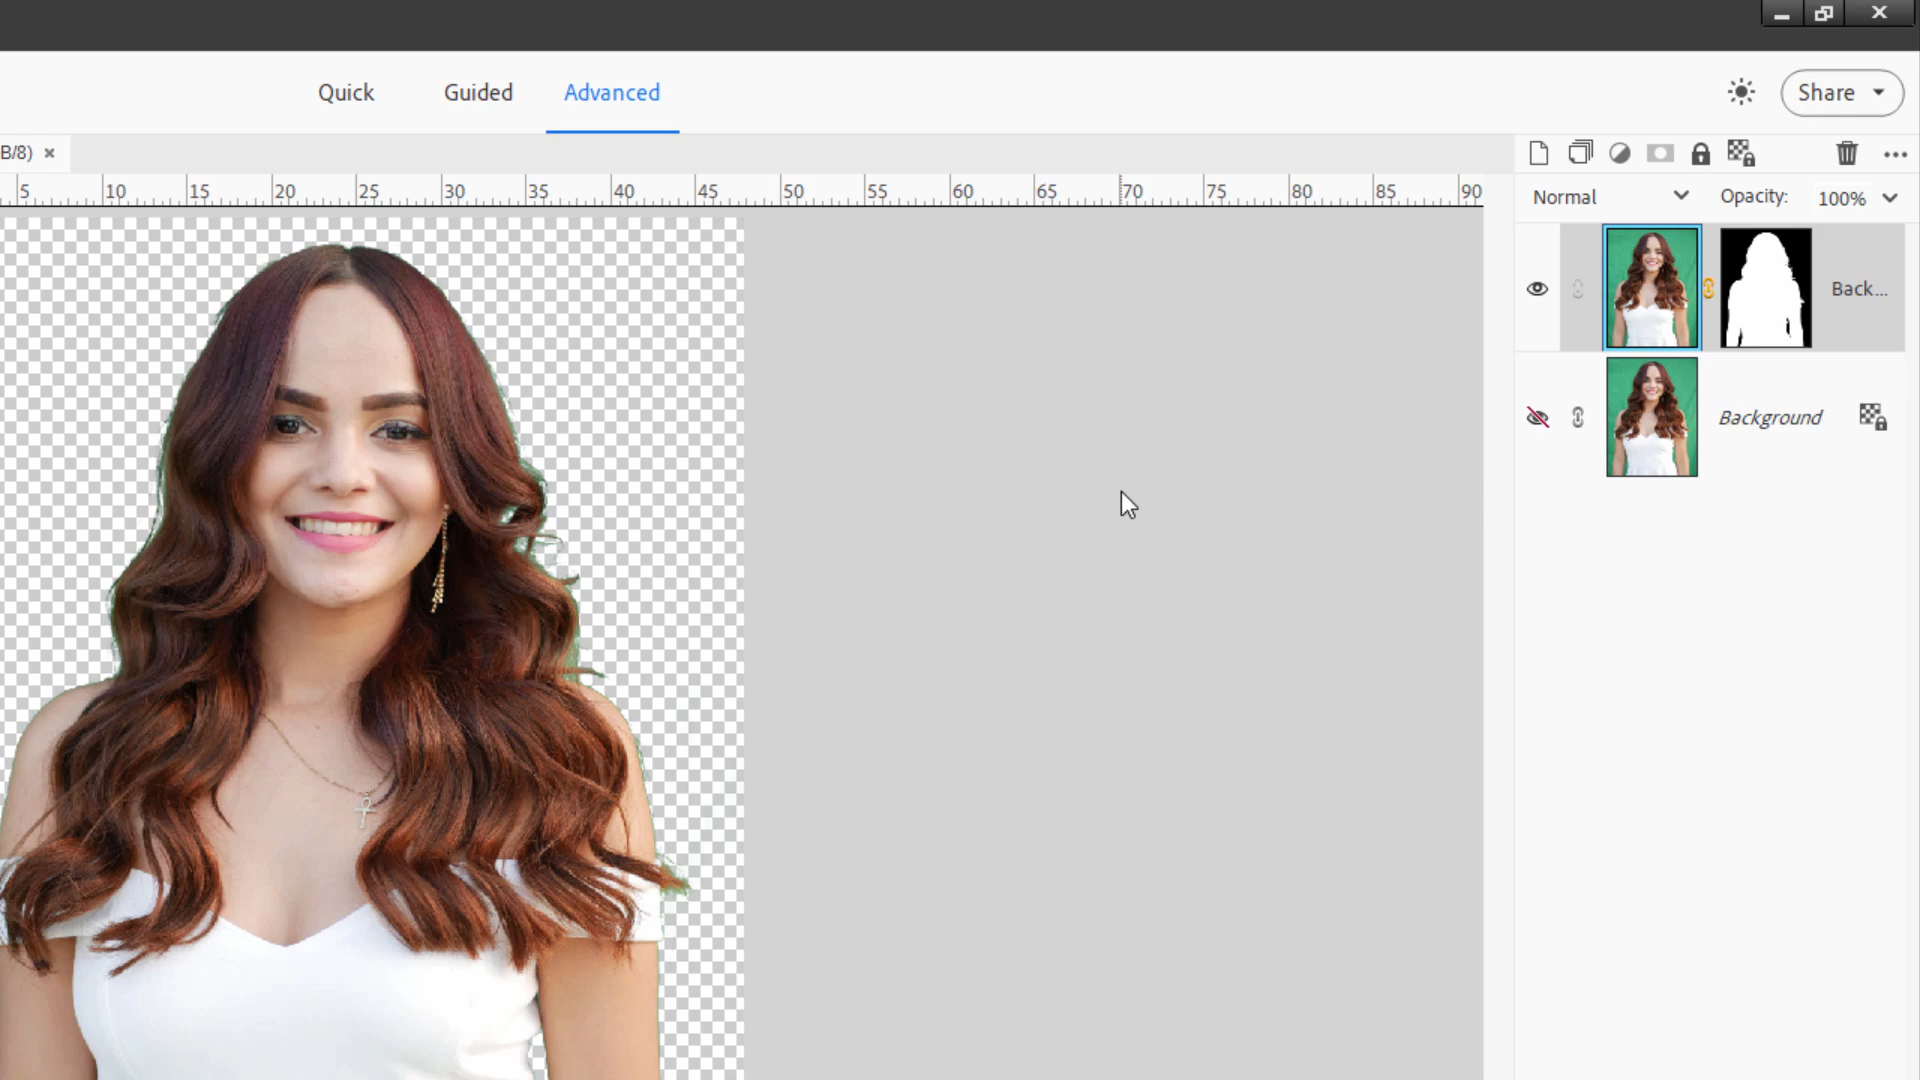 Quick Guided Advanced Share
B/8)
5 10 15 20 25 30 35 40 45 50 55 60 65 70 75 80 85 90
Normal Opacity: 100%
Back...
Background